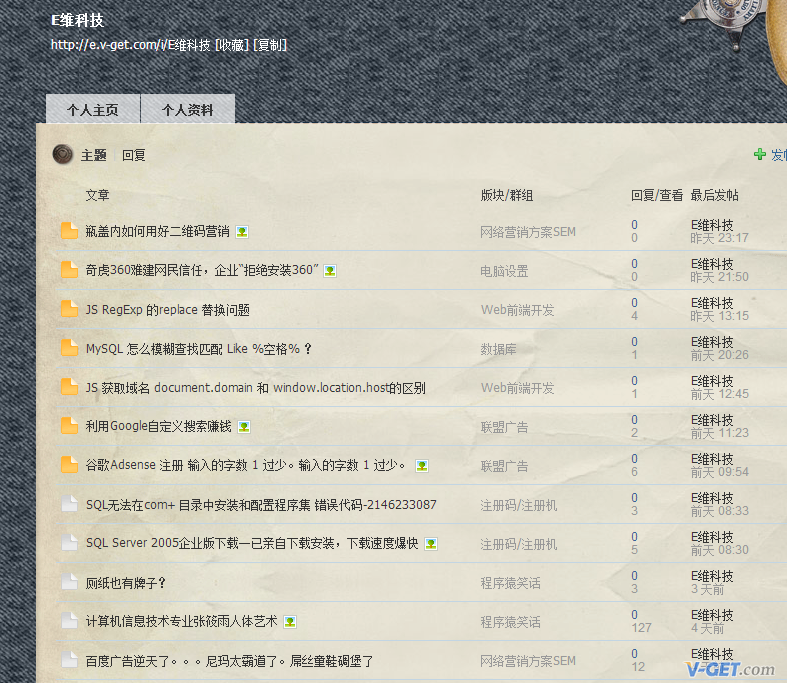 E维科技
http://e.v-get.com/i/E维科技 [收藏] [复制]
个人主页 个人资料
主题 回复 发帖
文章 版块/群组 回复/查看 最后发帖
瓶盖内如何用好二维码营销 网络营销方案SEM 0 E维科技
0 昨天 23:17
奇虎360难建网民信任，企业“拒绝安装360” 电脑设置 0 E维科技
0 昨天 21:50
JS RegExp 的replace 替换问题 Web前端开发 0 E维科技
4 昨天 13:15
MySQL 怎么模糊查找匹配 Like %空格% ？ 数据库 0 E维科技
1 前天 20:26
JS 获取域名 document.domain 和 window.location.host的区别 Web前端开发 0 E维科技
1 前天 12:45
利用Google自定义搜索赚钱 联盟广告 0 E维科技
2 前天 11:23
谷歌Adsense 注册 输入的字数 1 过少。输入的字数 1 过少。 联盟广告 0 E维科技
6 前天 09:54
SQL无法在com+ 目录中安装和配置程序集 错误代码-2146233087 注册码/注册机 0 E维科技
3 前天 08:33
SQL Server 2005企业版下载—已亲自下载安装，下载速度爆快 注册码/注册机 0 E维科技
5 前天 08:30
厕纸也有牌子？ 程序猿笑话 0 E维科技
3 3 天前
计算机信息技术专业张筱雨人体艺术 程序猿笑话 0 E维科技
127 4 天前
百度广告逆天了。。。尼玛太霸道了。屌丝童鞋碉堡了 网络营销方案SEM 0 E维科技
12
V-GET.com